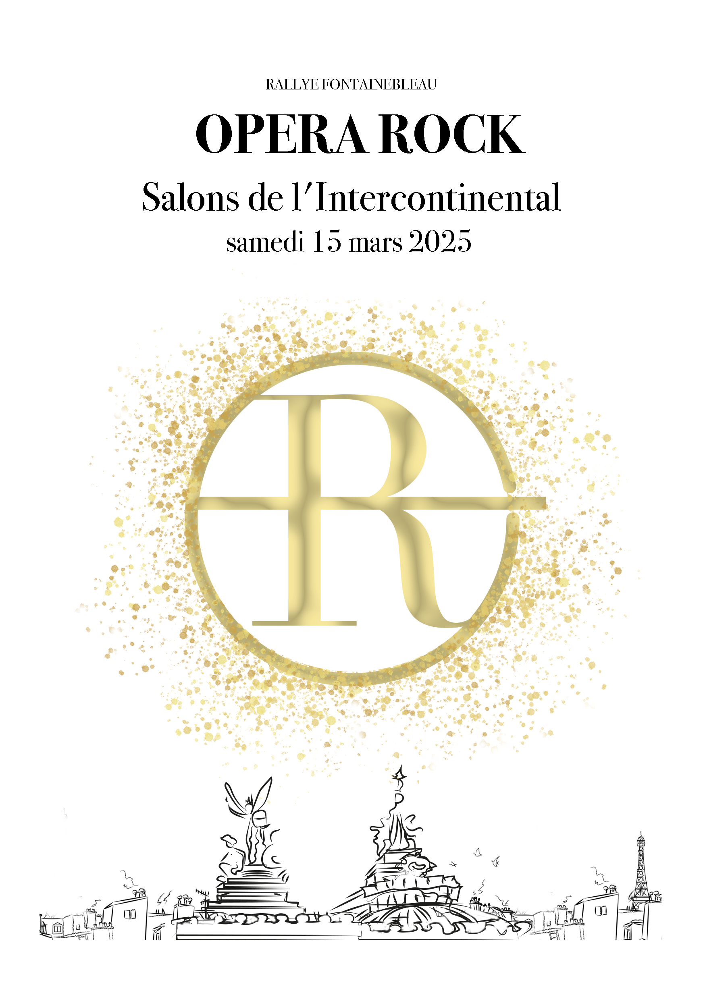 RALLYE FONTAINEBLEAU
OPERA ROCK
Salons de l'Intercontinental
samedi 15 mars 2025
R